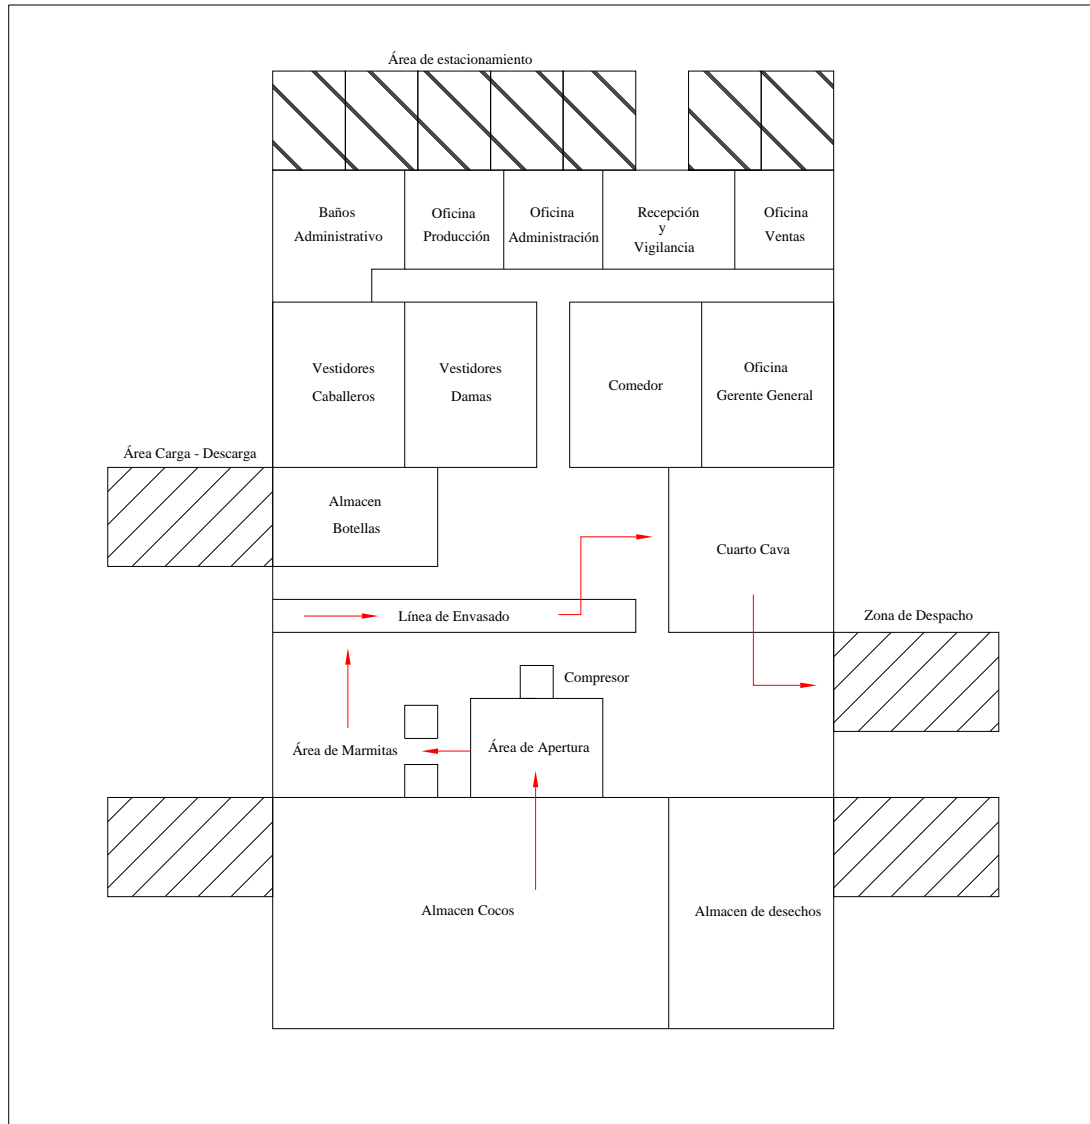 Área de estacionamiento
Baños
Administrativo
Oficina
Producción
Oficina
Administración
Recepción
y
Vigilancia
Oficina
Ventas
Vestidores
Caballeros
Vestidores
Damas
Comedor
Oficina
Gerente General
Área Carga - Descarga
Almacen
Botellas
Cuarto Cava
Línea de Envasado
Zona de Despacho
Compresor
Área de Marmitas
Área de Apertura
Almacen Cocos
Almacen de desechos